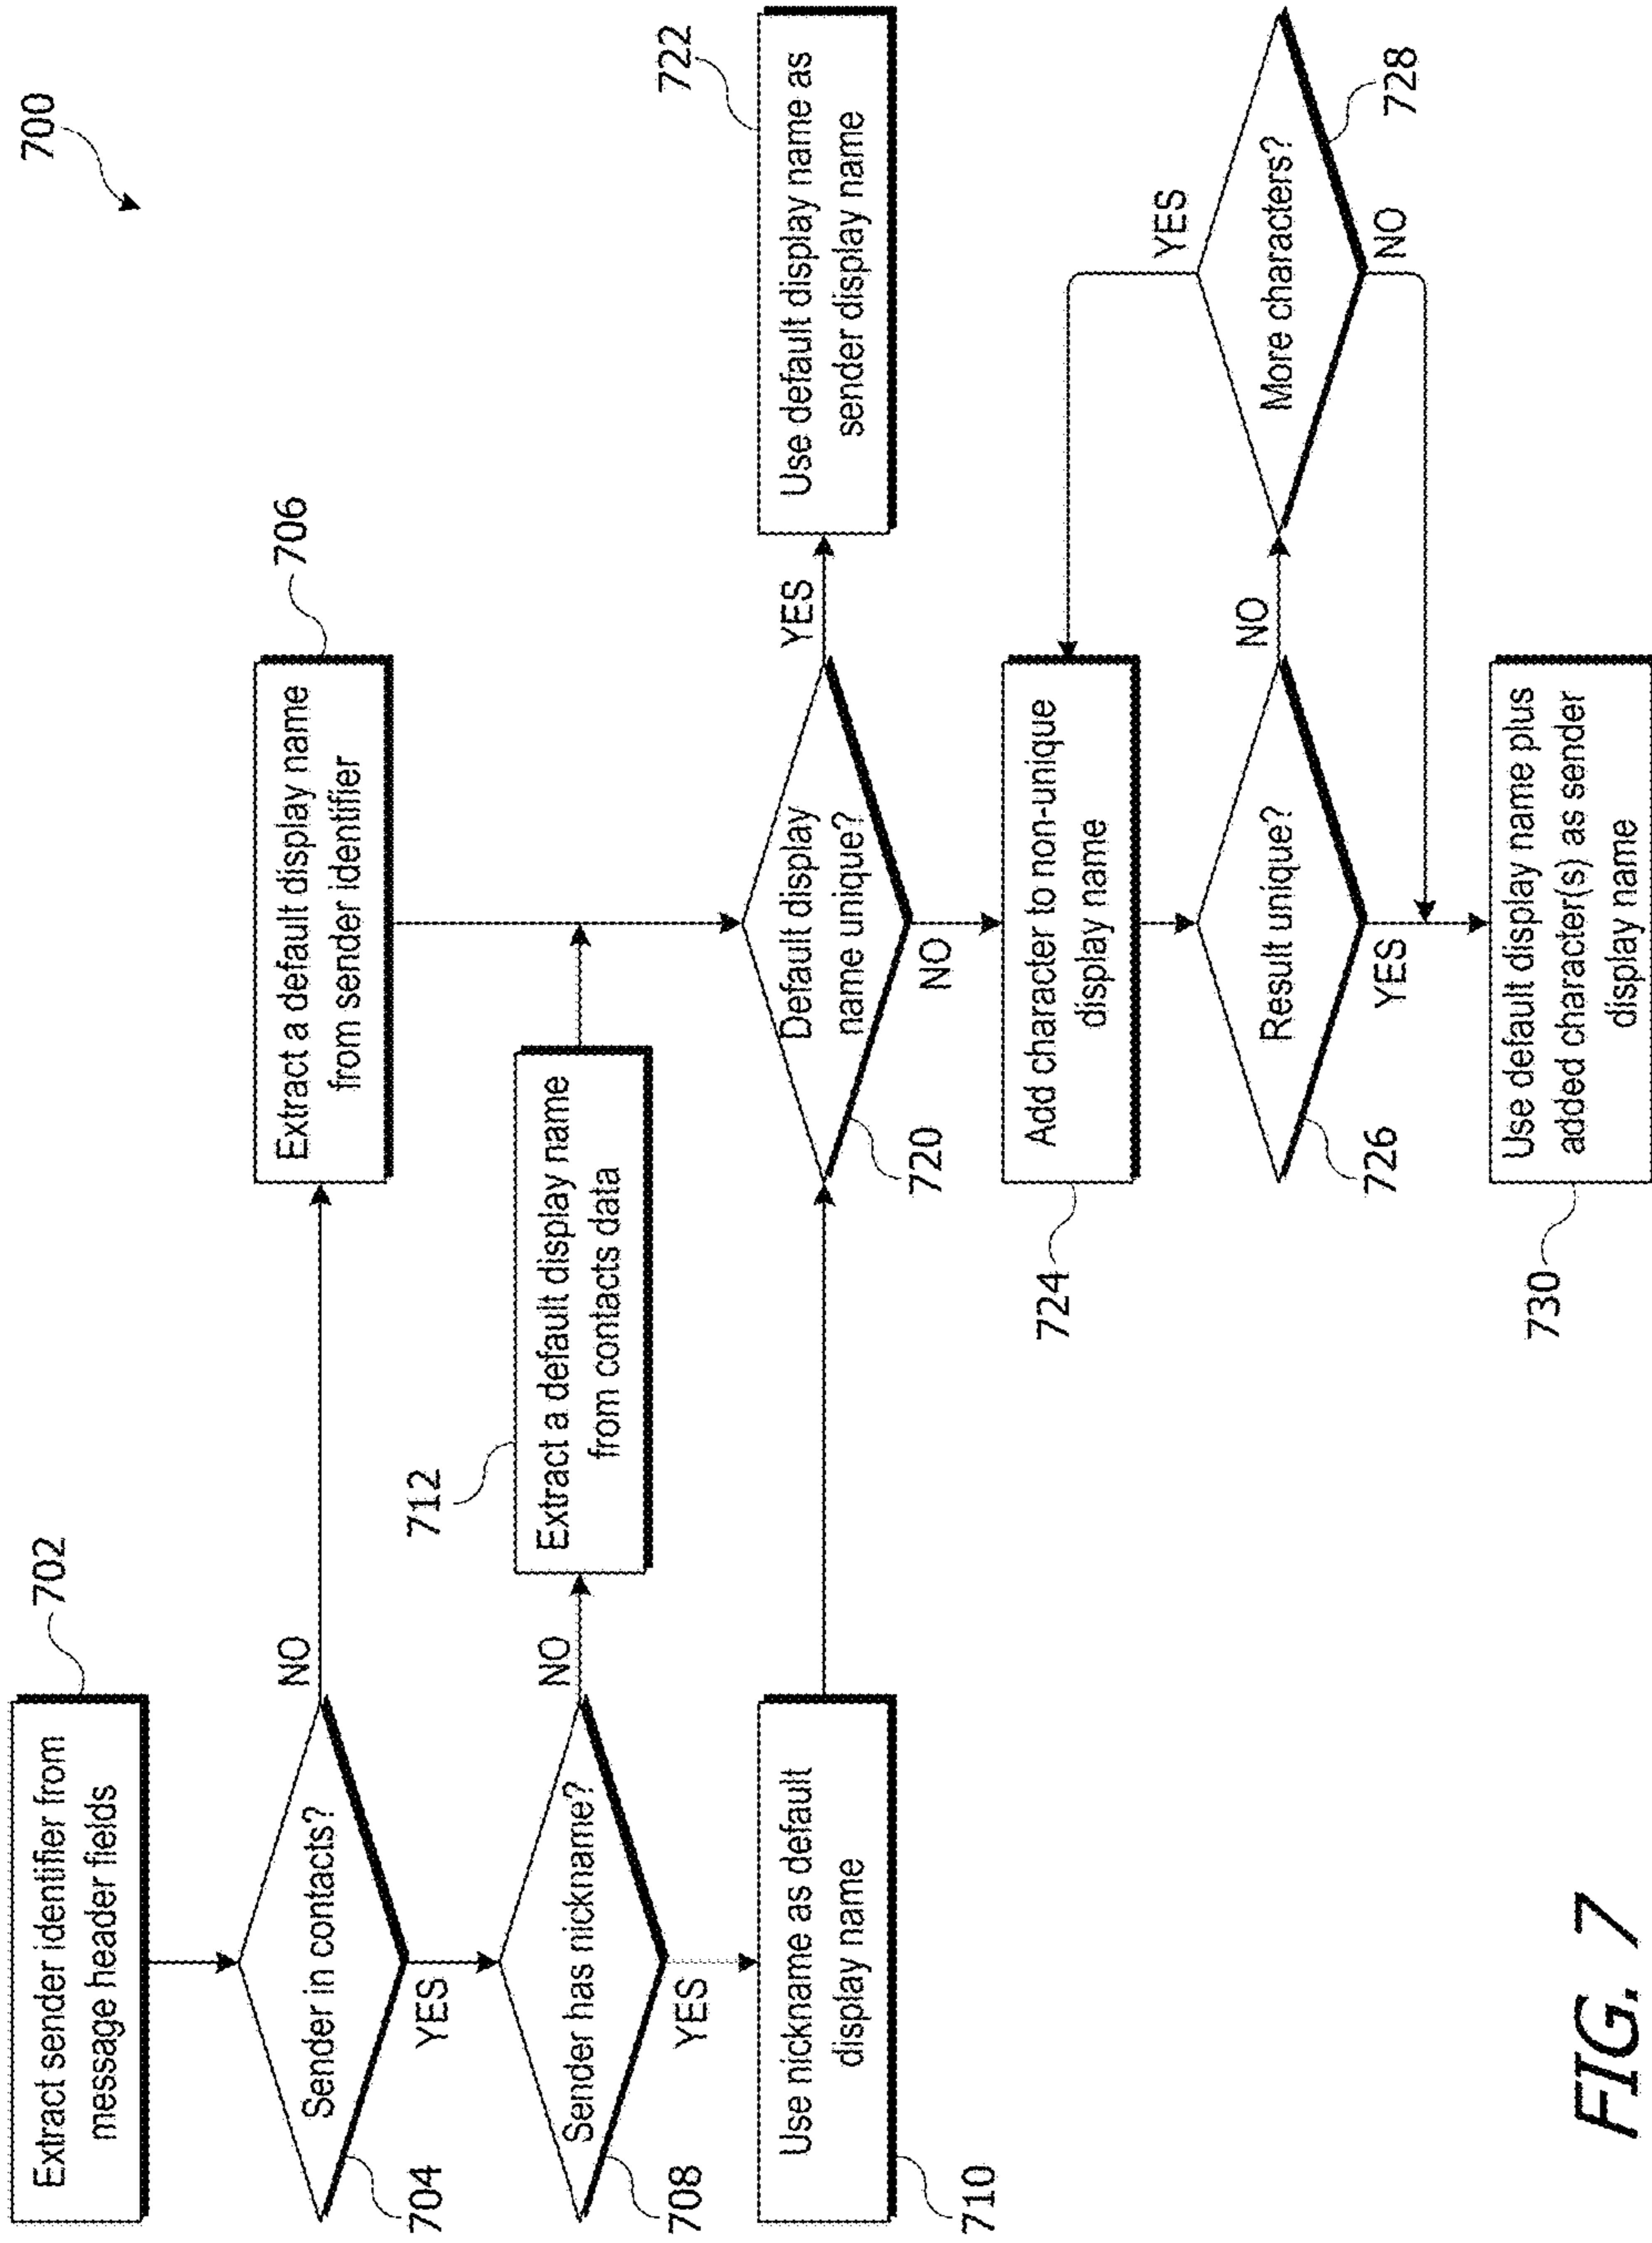 700
702
Extract sender identifier from
message header fields
704
Sender in contacts?
NO
YES
706
Extract a default display name
from sender identifier
708
Sender has nickname?
NO
YES
712
Extract a default display name
from contacts data
710
Use nickname as default
display name
720
Default display
name unique?
YES
NO
722
Use default display name as
sender display name
724
Add character to non-unique
display name
726
Result unique?
NO
YES
More characters?
728
YES
NO
730
Use default display name plus
added character(s) as sender
display name
FIG. 7